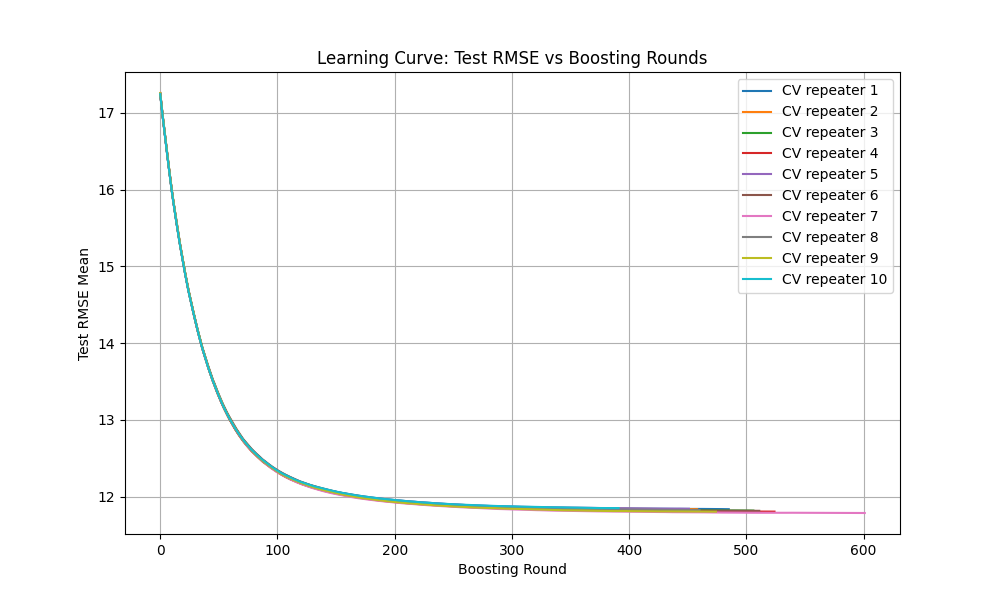 Learning Curve: Test RMSE vs Boosting Rounds
CV repeater 1
CV repeater 2
CV repeater 3
CV repeater 4
CV repeater 5
CV repeater 6
CV repeater 7
CV repeater 8
CV repeater 9
CV repeater 10
Test RMSE Mean
17
16
15
14
13
12
0 100 200 300 400 500 600
Boosting Round